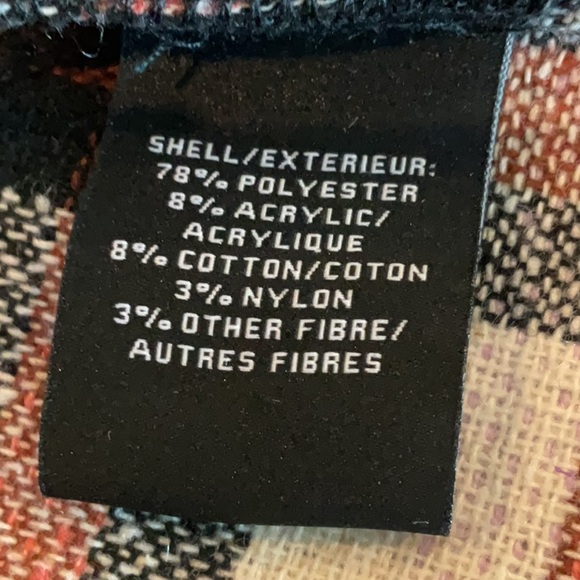 SHELL/EXTERIEUR:
78% POLYESTER
8% ACRYLIC/
ACRYLIQUE
8% COTTON/COTON
3% NYLON
3% OTHER FIBRE/
AUTRES FIBRES